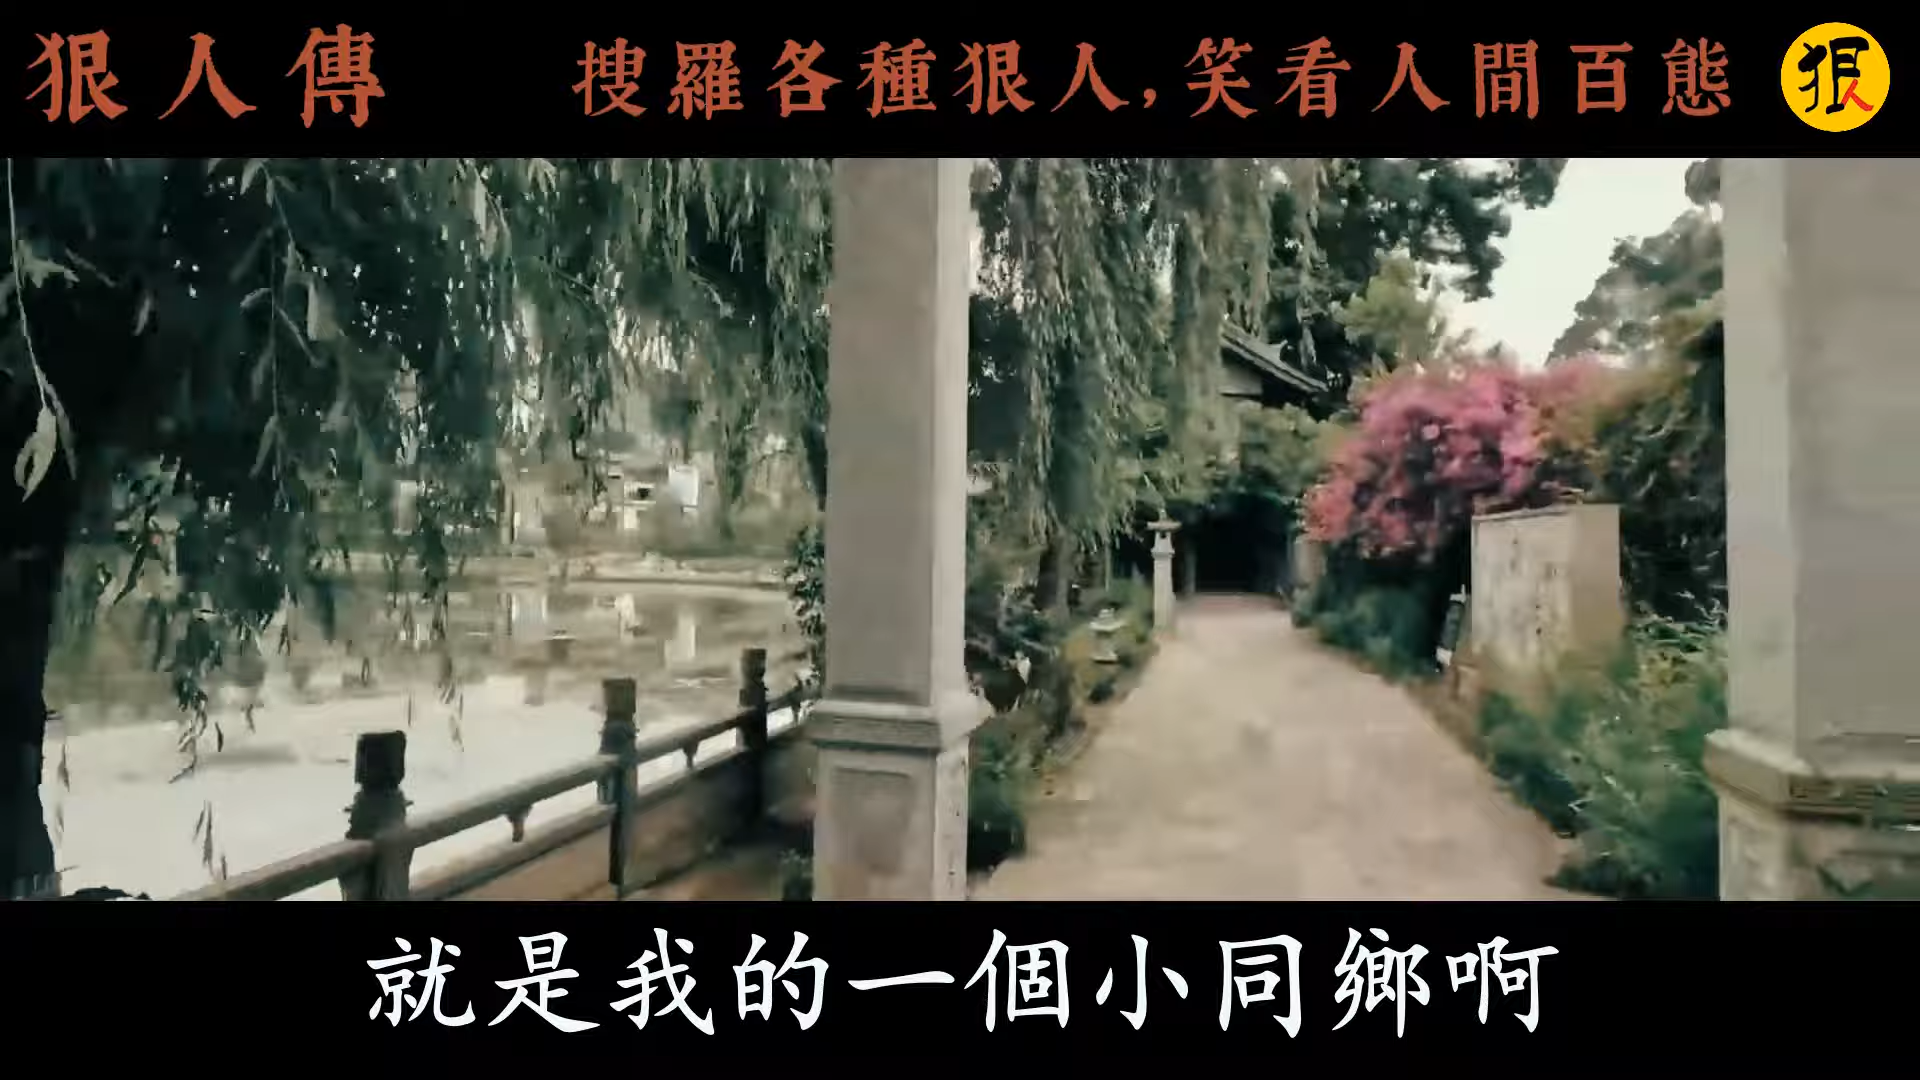 狠人傳
搜羅各種狠人,笑看人間百態
狠人
就是我的一個小同鄉啊